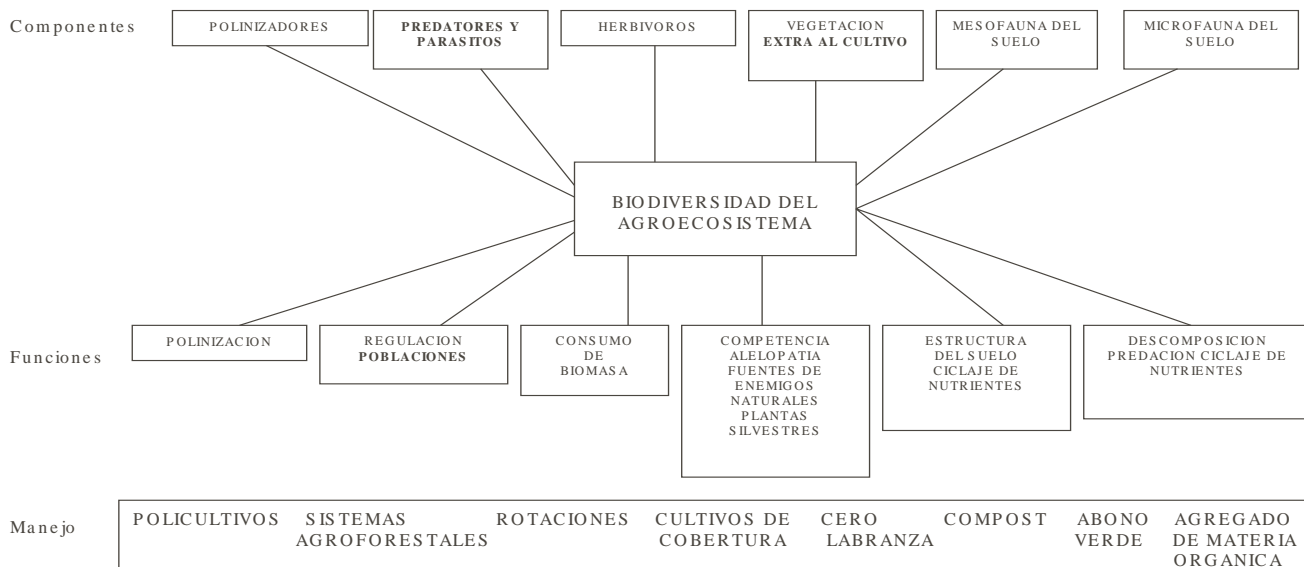 Componentes
POLINIZADORES
PREDATORES Y
PARASITOS
HERBIVOROS
VEGETACION
EXTRA AL CULTIVO
MESOFAUNA DEL
SUELO
MICROFAUNA DEL
SUELO
BIODIVERSIDAD DEL
AGROECOSISTEMA
Funciones
POLINIZACION
REGULACION
POBLACIONES
CONSUMO
DE
BIOMASA
COMPETENCIA
ALELOPATIA
FUENTES DE
ENEMIGOS
NATURALES
PLANTAS
SILVESTRES
ESTRUCTURA
DEL SUELO
CICLAJE DE
NUTRIENTES
DESCOMPOSICION
PREDACION CICLAJE DE
NUTRIENTES
Manejo
POLICULTIVOS
SISTEMAS
AGROFORESTALES
ROTACIONES
CULTIVOS DE
COBERTURA
CERO
LABRANZA
COMPOST
ABONO
VERDE
AGREGADO
DE MATERIA
ORGANICA